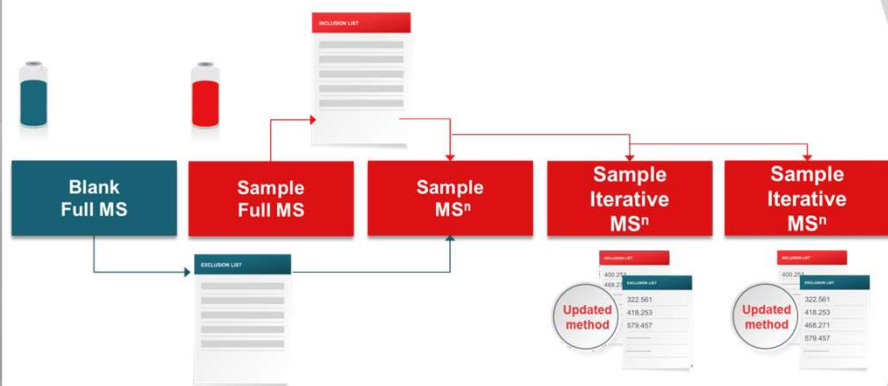 INCLUSION LIST
Blank
Full MS
Sample
Full MS
Sample
MSⁿ
Sample
Iterative
MSⁿ
Sample
Iterative
MSⁿ
EXCLUSION LIST
INCLUSION LIST
400.253
EXCLUSION LIST
322.561
418.253
579.457
Updated
method
INCLUSION LIST
EXCLUSION LIST
322.561
418.253
468.271
579.457
Updated
method